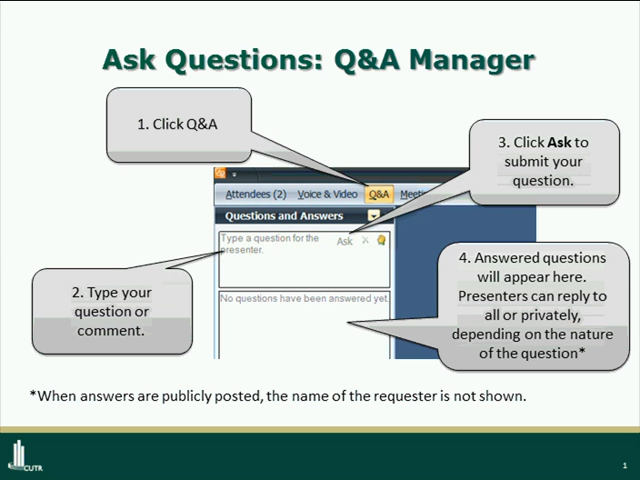 Ask Questions: Q&A Manager
1. Click Q&A
3. Click Ask to
submit your
question.
Attendees (2) Voice & Video Q&A
Questions and Answers
Type a question for the
presenter.
Ask
2. Type your
question or
comment.
No questions have been answered yet.
4. Answered questions
will appear here.
Presenters can reply to
all or privately,
depending on the nature
of the question*
*When answers are publicly posted, the name of the requester is not shown.
CUTR
1